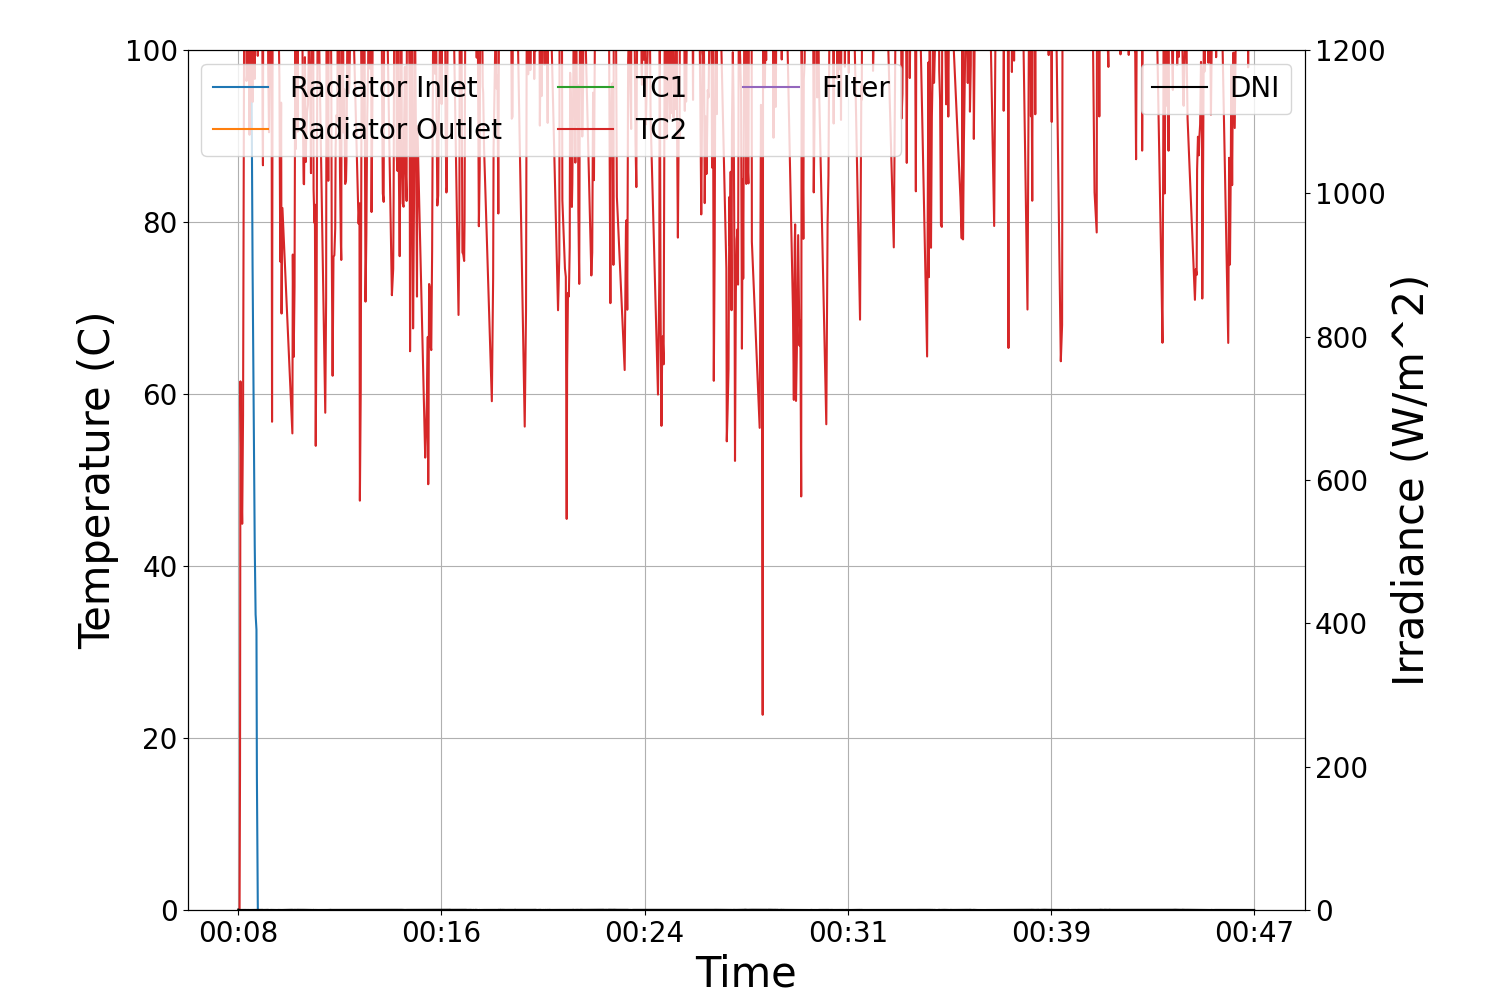 100
80
60
40
20
0
Temperature (C)
Radiator Inlet
Radiator Outlet
TC1
TC2
Filter
DNI
1200
1000
800
600
400
200
0
Irradiance (W/m^2)
00:08
00:16
00:24
00:31
00:39
00:47
Time